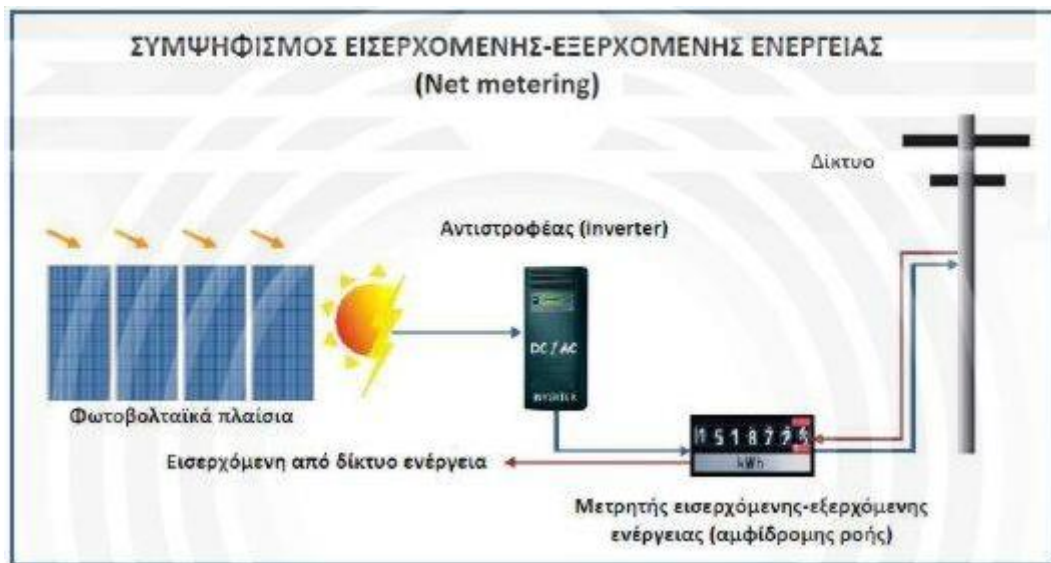 ΣΥΜΨΗΦΙΣΜΟΣ ΕΙΣΕΡΧΟΜΕΝΗΣ-ΕΞΕΡΧΟΜΕΝΗΣ ΕΝΕΡΓΕΙΑΣ
(Net metering)
Δίκτυο
Αντιστροφέας (inverter)
DC / AC
INVERTER
Φωτοβολταϊκά πλαίσια
Εισερχόμενη από δίκτυο ενέργεια
kWh
Μετρητής εισερχόμενης-εξερχόμενης
ενέργειας (αμφίδρομης ροής)